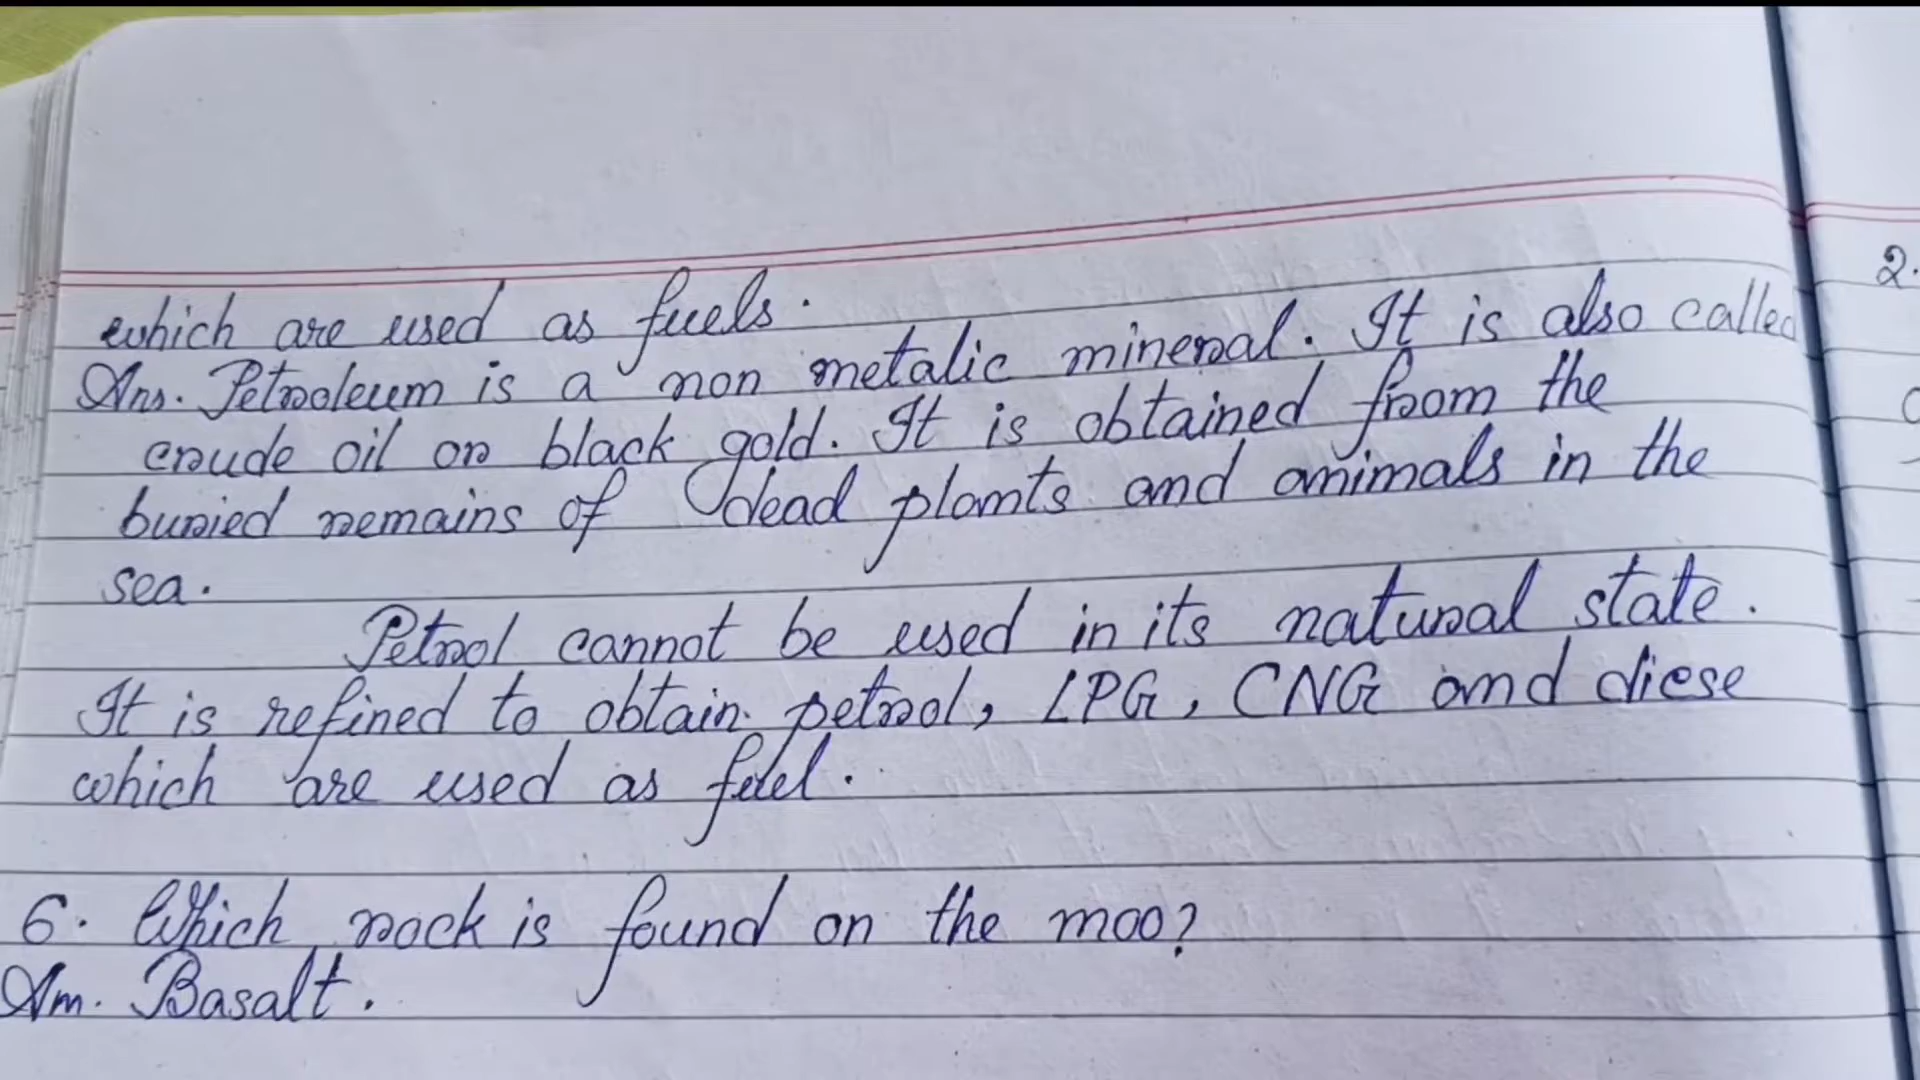 which are used as fuels.
Ans. Petroleum is a non metalic mineral. It is also called
crude oil or black gold. It is obtained from the
buried remains of dead plants and animals in the
sea.
Petrol cannot be used in its natural state.
It is refined to obtain petrol, LPG, CNG and diese
which are used as fuel.
6. Which rock is found on the moo?
An. Basalt.
2.